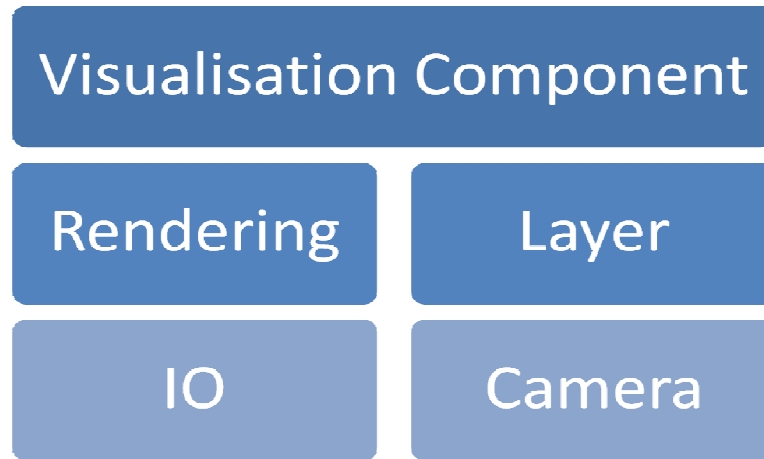 Visualisation Component
Rendering
Layer
IO
Camera